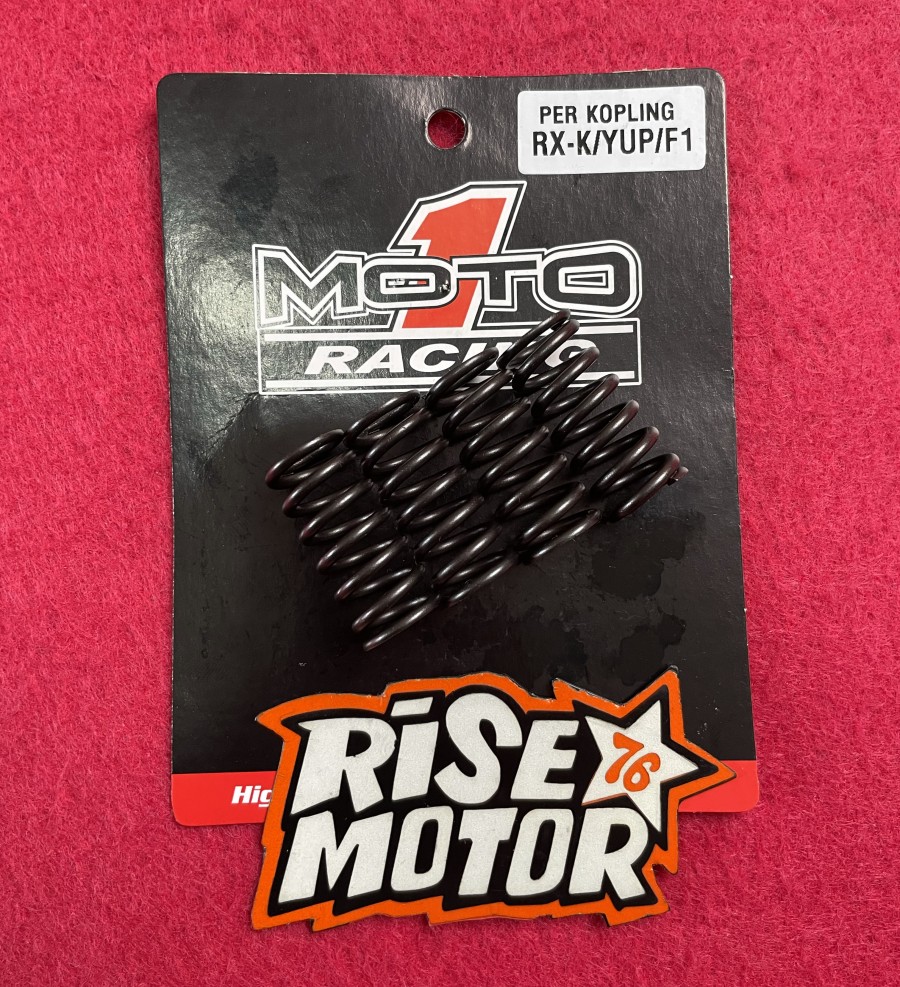 PER KOPLING
RX-K/YUP/F1
1
MOTO
RACING
RiSE
76
MOTOR